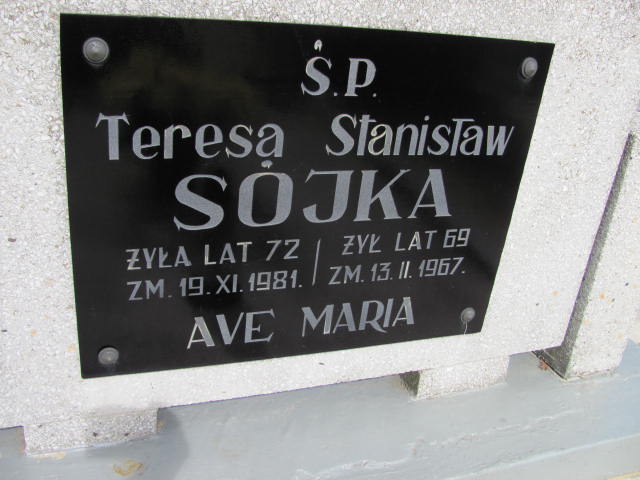 Ś.P.
Teresa Stanisław
SÓJKA
ŻYŁA LAT 72 | ŻYŁ LAT 69
ZM. 19.XI.1981. | ZM. 13.II.1967.
AVE MARIA